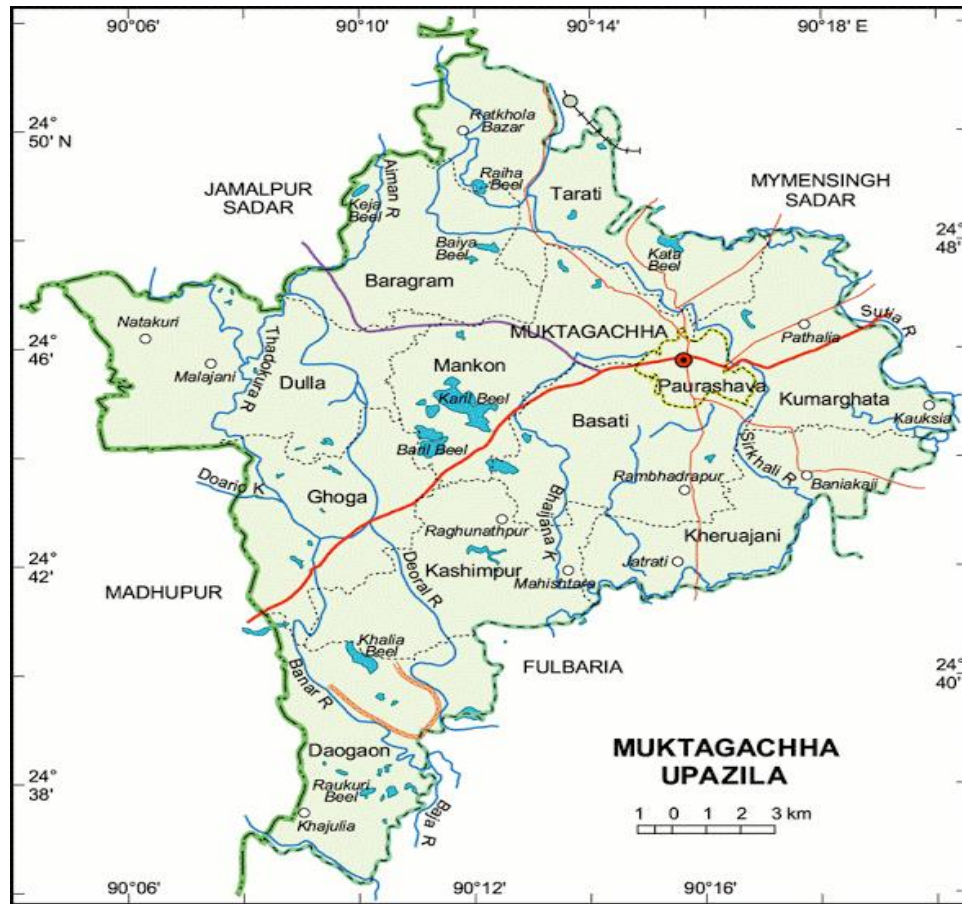 90°06'
90°10'
90°14'
90°18' E
24°
50' N
Ratkhola
Bazar
Aiman R
Raiha
Beel
Tarati
JAMALPUR
SADAR
Keja
Beel
MYMENSINGH
SADAR
24°
48'
Baiya
Beel
Kata
Beel
Baragram
Natakuri
MUKTAGACHHA
Pathalia
Sutia R
24°
46'
Malajani
Thadokura R
Dulla
Mankon
Karil Beel
Paurashava
Kumarghata
Kauksia
Basati
Baril Beel
Sirkhali R
Doario K
Ghoga
Rambhadrapur
Baniakaji
Raghunathpur
Bhaijana K
Kheruajani
24°
42'
Deoral R
Kashimpur
Mahishtara
Jatrati
MADHUPUR
Khalia
Beel
FULBARIA
24°
40'
Banar R
Daogaon
MUKTAGACHHA
UPAZILA
24°
38'
Raukuri
Beel
Khajulia
Baja R
1 0 1 2 3 km
90°06'
90°12'
90°16'